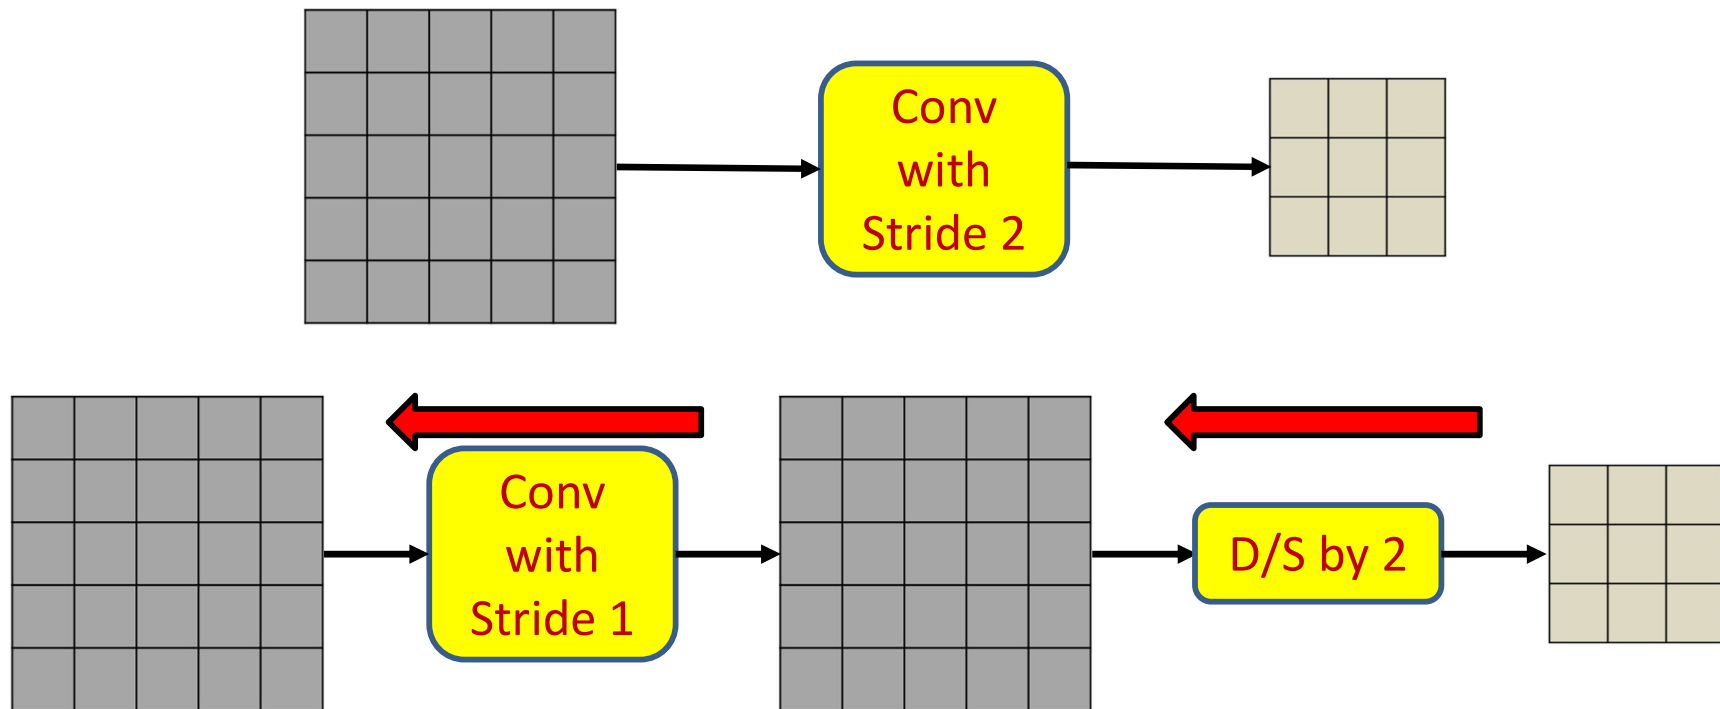 Conv
with
Stride 2
Conv
with
Stride 1
D/S by 2